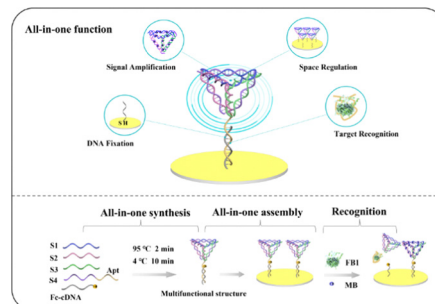 All-in-one function
Signal Amplification
Space Regulation
SH
DNA Fixation
Target Recognition
All-in-one synthesis
All-in-one assembly
Recognition
S1
S2
S3
S4
Apt
Fc-cDNA
95 ℃ 2 min
4 ℃ 10 min
Multifunctional structure
FB1
MB